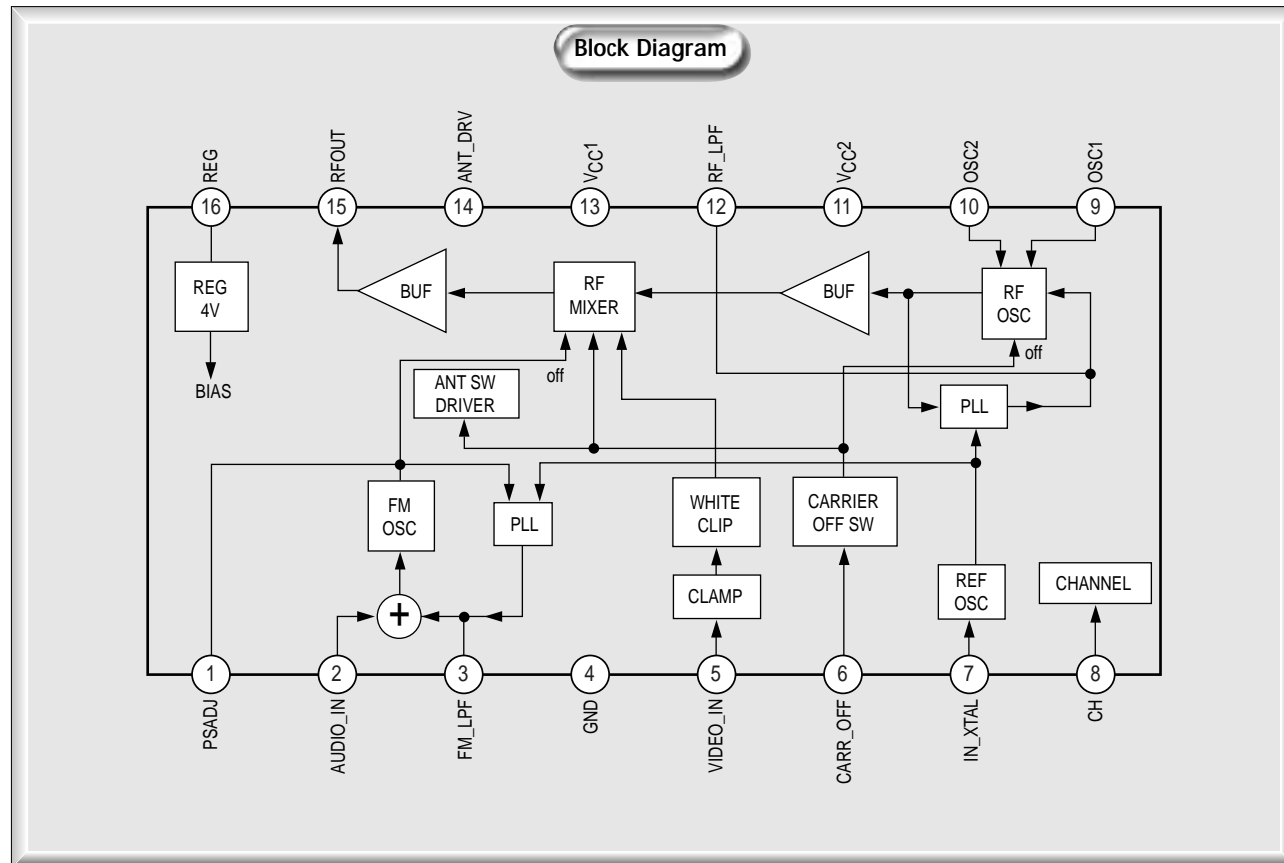 Block Diagram
REG
RFOUT
ANT_DRV
VCC1
RF_LPF
VCC2
OSC2
OSC1
16
15
14
13
12
11
10
9
REG
4V
BUF
RF
MIXER
BUF
RF
OSC
off
off
BIAS
ANT SW
DRIVER
PLL
FM
OSC
PLL
WHITE
CLIP
CARRIER
OFF SW
CLAMP
REF
OSC
CHANNEL
+
1
2
3
4
5
6
7
8
PSADJ
AUDIO_IN
FM_LPF
GND
VIDEO_IN
CARR_OFF
IN_XTAL
CH